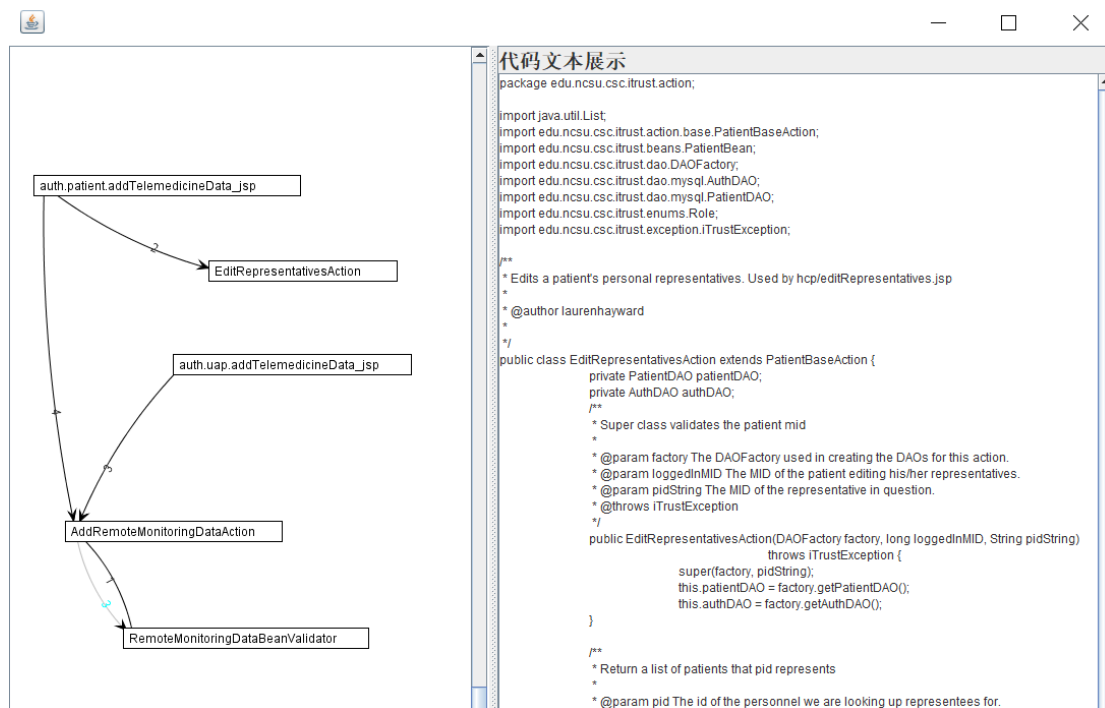 auth.patient.addTelemedicineData_jsp
2
EditRepresentativesAction
auth.uap.addTelemedicineData_jsp
4
3
AddRemoteMonitoringDataAction
RemoteMonitoringDataBeanValidator
代码文本展示
package edu.ncsu.csc.itrust.action;
import java.util.List;
import edu.ncsu.csc.itrust.action.base.PatientBaseAction;
import edu.ncsu.csc.itrust.beans.PatientBean;
import edu.ncsu.csc.itrust.dao.DAOFactory;
import edu.ncsu.csc.itrust.dao.mysql.AuthDAO;
import edu.ncsu.csc.itrust.dao.mysql.PatientDAO;
import edu.ncsu.csc.itrust.enums.Role;
import edu.ncsu.csc.itrust.exception.iTrustException;
/**
* Edits a patient's personal representatives. Used by hcp/editRepresentatives.jsp
*
* @author laurenhayward
*
*/
public class EditRepresentativesAction extends PatientBaseAction {
private PatientDAO patientDAO;
private AuthDAO authDAO;
/**
* Super class validates the patient mid
*
* @param factory The DAOFactory used in creating the DAOs for this action.
* @param loggedInMID The MID of the patient editing his/her representatives.
* @param pidString The MID of the representative in question.
* @throws iTrustException
*/
public EditRepresentativesAction(DAOFactory factory, long loggedInMID, String pidString)
throws iTrustException {
super(factory, pidString);
this.patientDAO = factory.getPatientDAO();
this.authDAO = factory.getAuthDAO();
}
/**
* Return a list of patients that pid represents
*
* @param pid The id of the personnel we are looking up representees for.